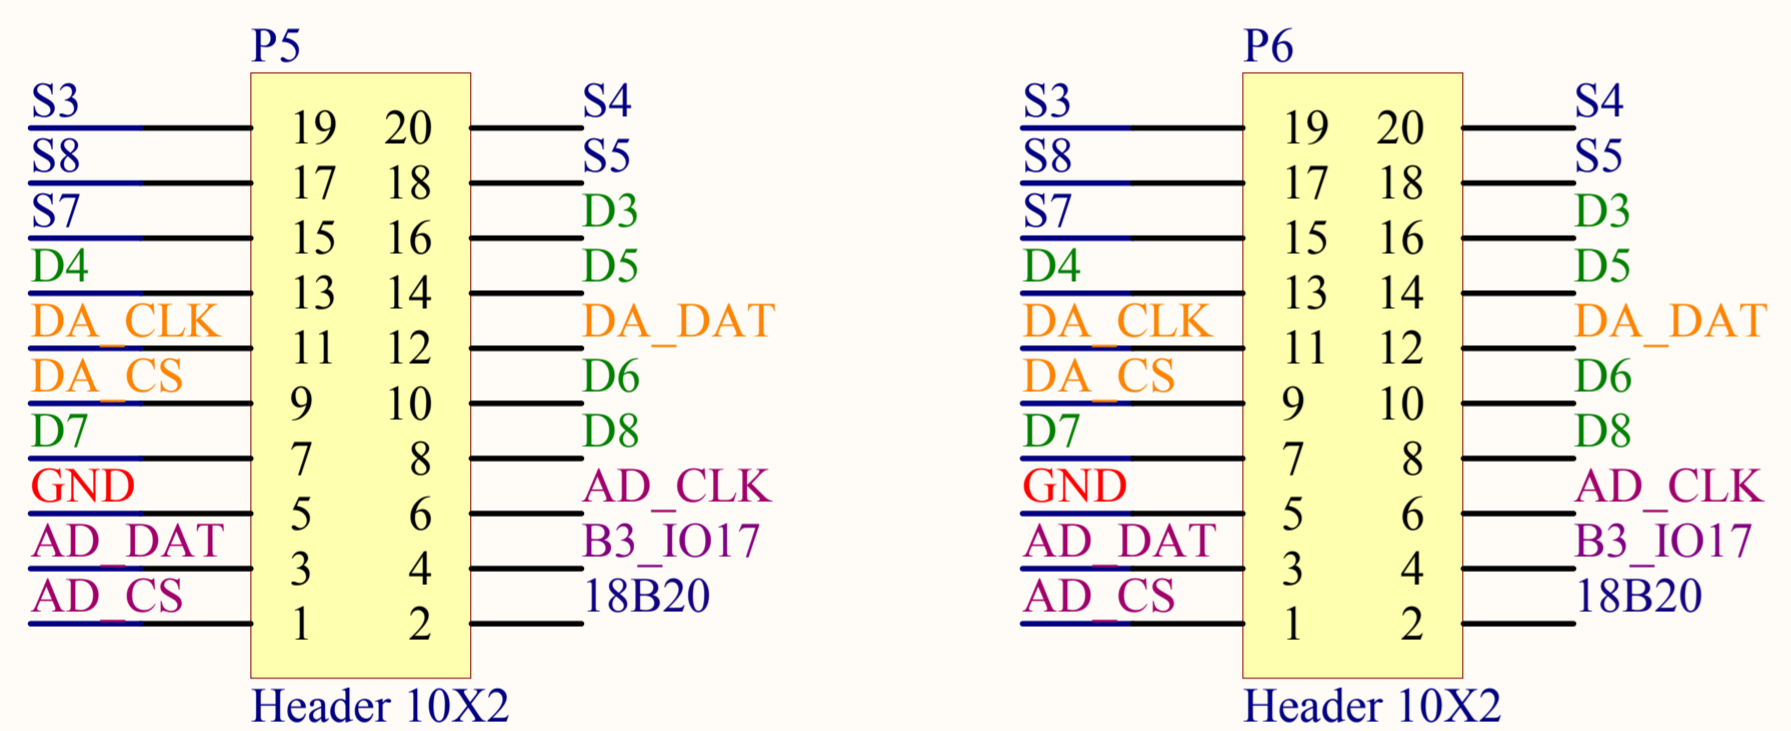 P5 P6
S3 S4 S3 S4
19 20 19 20
S8 S5 S8 S5
17 18 17 18
S7 D3 S7 D3
15 16 15 16
D4 D5 D4 D5
13 14 13 14
DA_CLK DA_DAT DA_CLK DA_DAT
11 12 11 12
DA_CS D6 DA_CS D6
9 10 9 10
D7 D8 D7 D8
7 8 7 8
GND AD_CLK GND AD_CLK
5 6 5 6
AD_DAT B3_IO17 AD_DAT B3_IO17
3 4 3 4
AD_CS 18B20 AD_CS 18B20
1 2 1 2
Header 10X2 Header 10X2